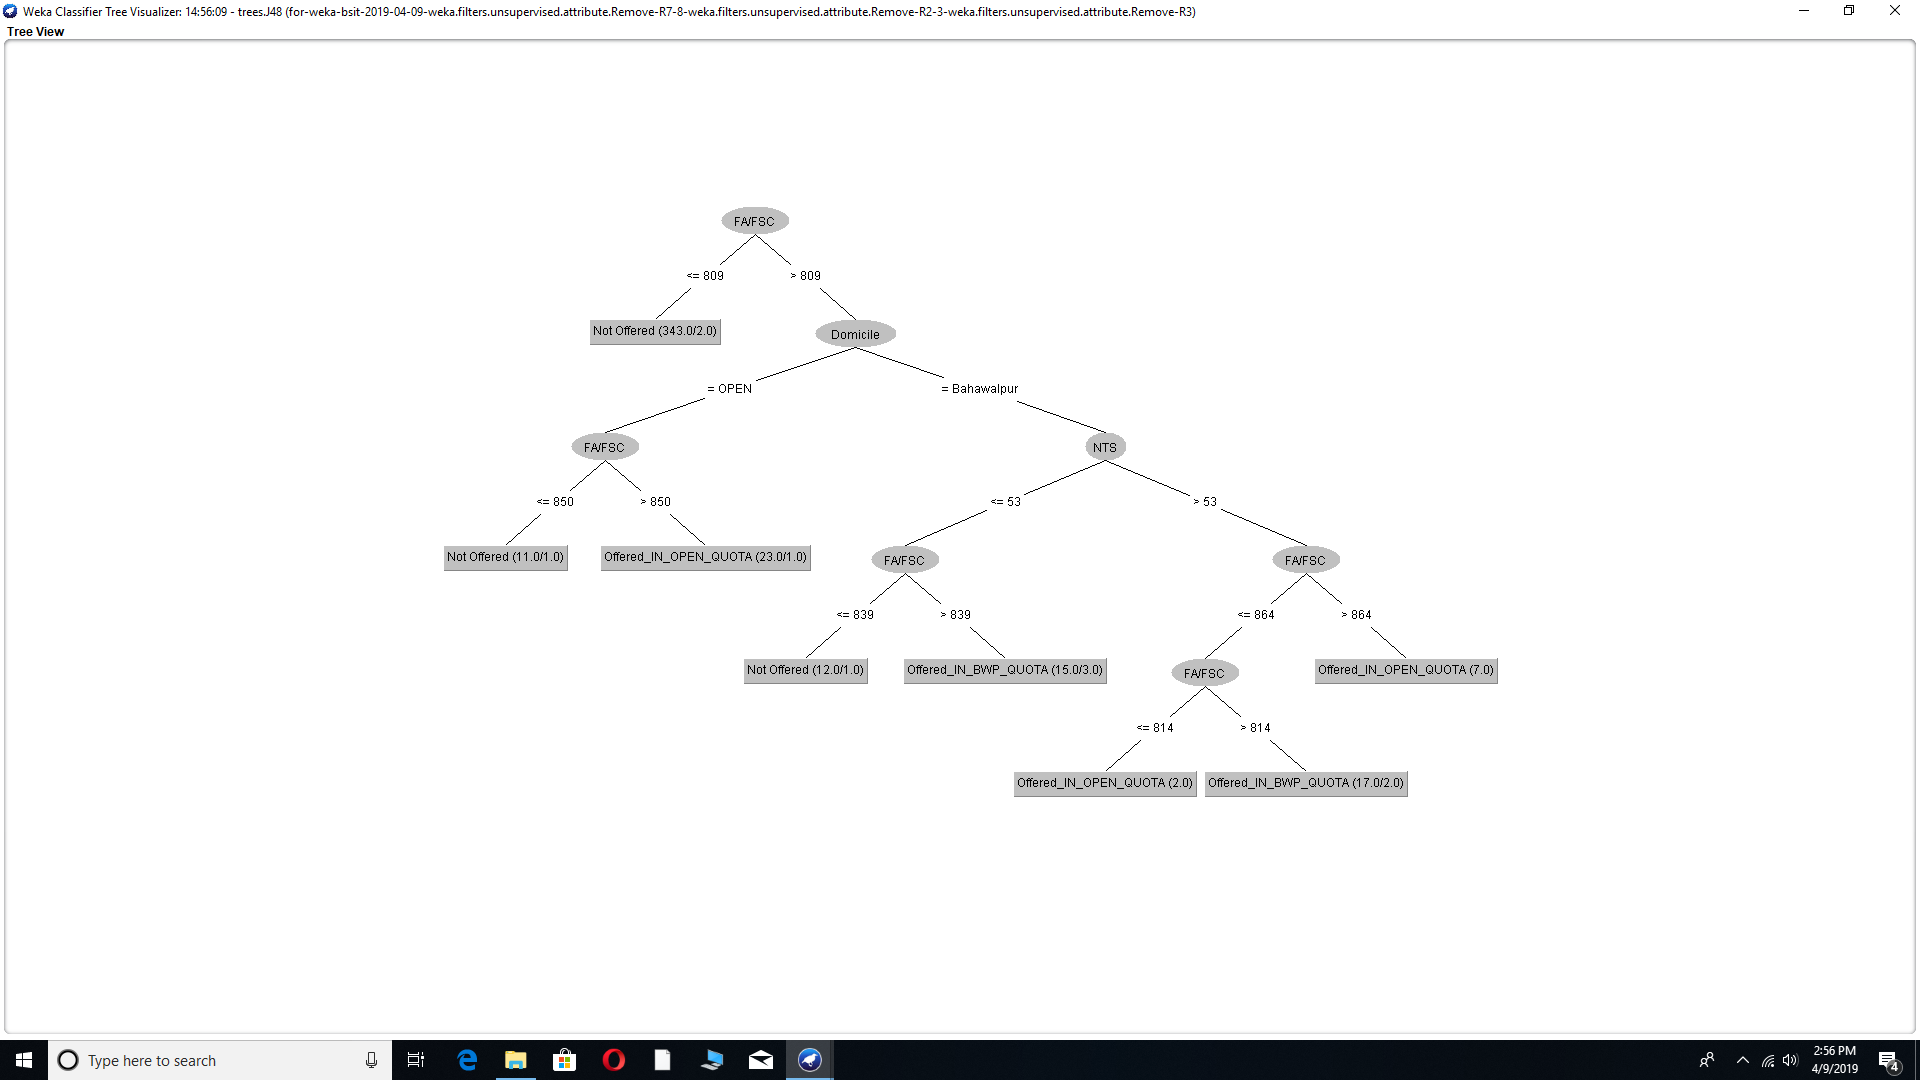 Weka Classifier Tree Visualizer: 14:56:09 - trees.J48 (for-weka-bsit-2019-04-09-weka.filters.unsupervised.attribute.Remove-R7-8-weka.filters.unsupervised.attribute.Remove-R2-3-weka.filters.unsupervised.attribute.Remove-R3)
Tree View
FA/FSC
<= 809 > 809
Not Offered (343.0/2.0) Domicile
= OPEN = Bahawalpur
FA/FSC NTS
<= 850 > 850 <= 53 > 53
Not Offered (11.0/1.0) Offered_IN_OPEN_QUOTA (23.0/1.0) FA/FSC FA/FSC
<= 839 > 839 <= 864 > 864
Not Offered (12.0/1.0) Offered_IN_BWP_QUOTA (15.0/3.0) FA/FSC Offered_IN_OPEN_QUOTA (7.0)
<= 814 > 814
Offered_IN_OPEN_QUOTA (2.0) Offered_IN_BWP_QUOTA (17.0/2.0)
Type here to search
2:56 PM
4/9/2019
4